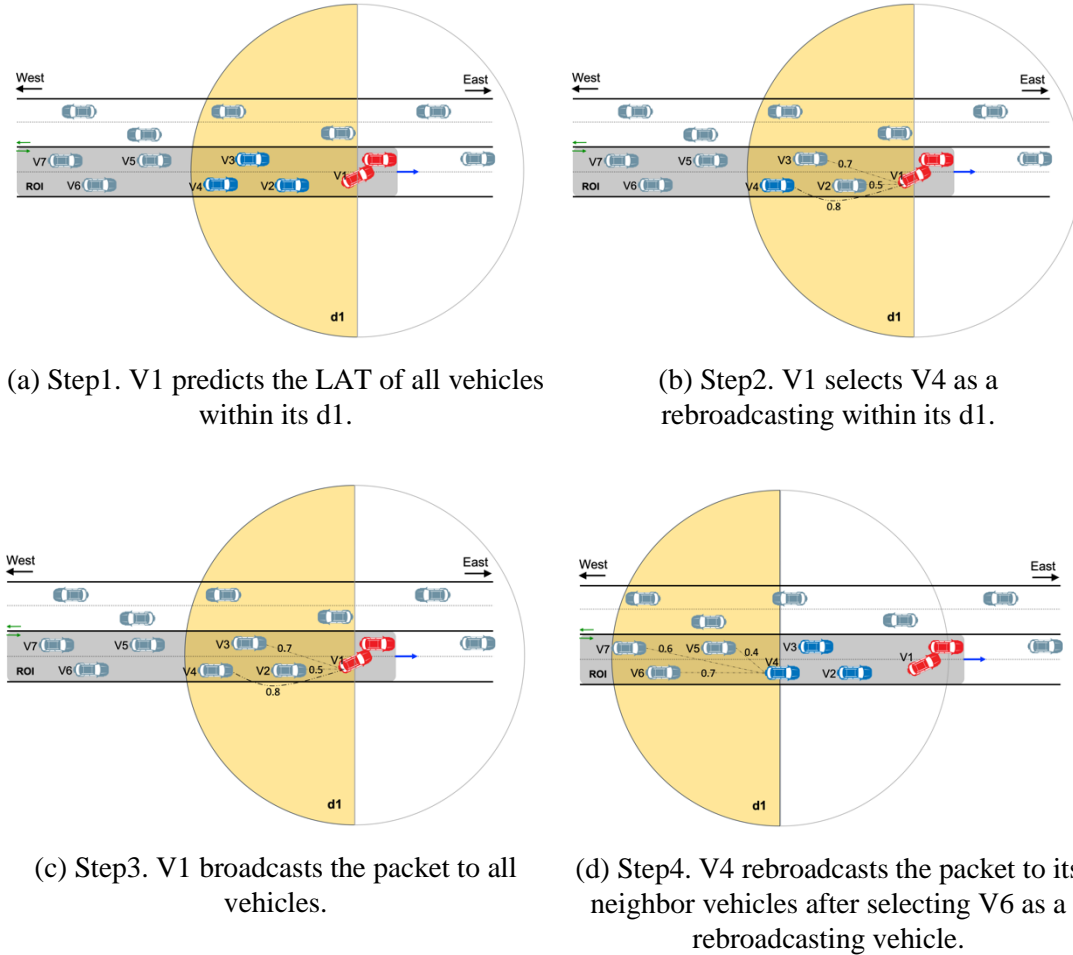 West
East
V7
V5
V3
V1
ROI
V6
V4
V2
d1
(a) Step1. V1 predicts the LAT of all vehicles
within its d1.
West
East
V7
V5
V3
0.7
V1
ROI
V6
V4
V2
0.5
0.8
d1
(b) Step2. V1 selects V4 as a
rebroadcasting within its d1.
West
East
V7
V5
V3
0.7
V1
ROI
V6
V4
V2
0.5
0.8
d1
(c) Step3. V1 broadcasts the packet to all
vehicles.
West
East
V7
0.6
V5
0.4
V3
V4
V1
ROI
V6
0.7
V2
d1
(d) Step4. V4 rebroadcasts the packet to its
neighbor vehicles after selecting V6 as a
rebroadcasting vehicle.